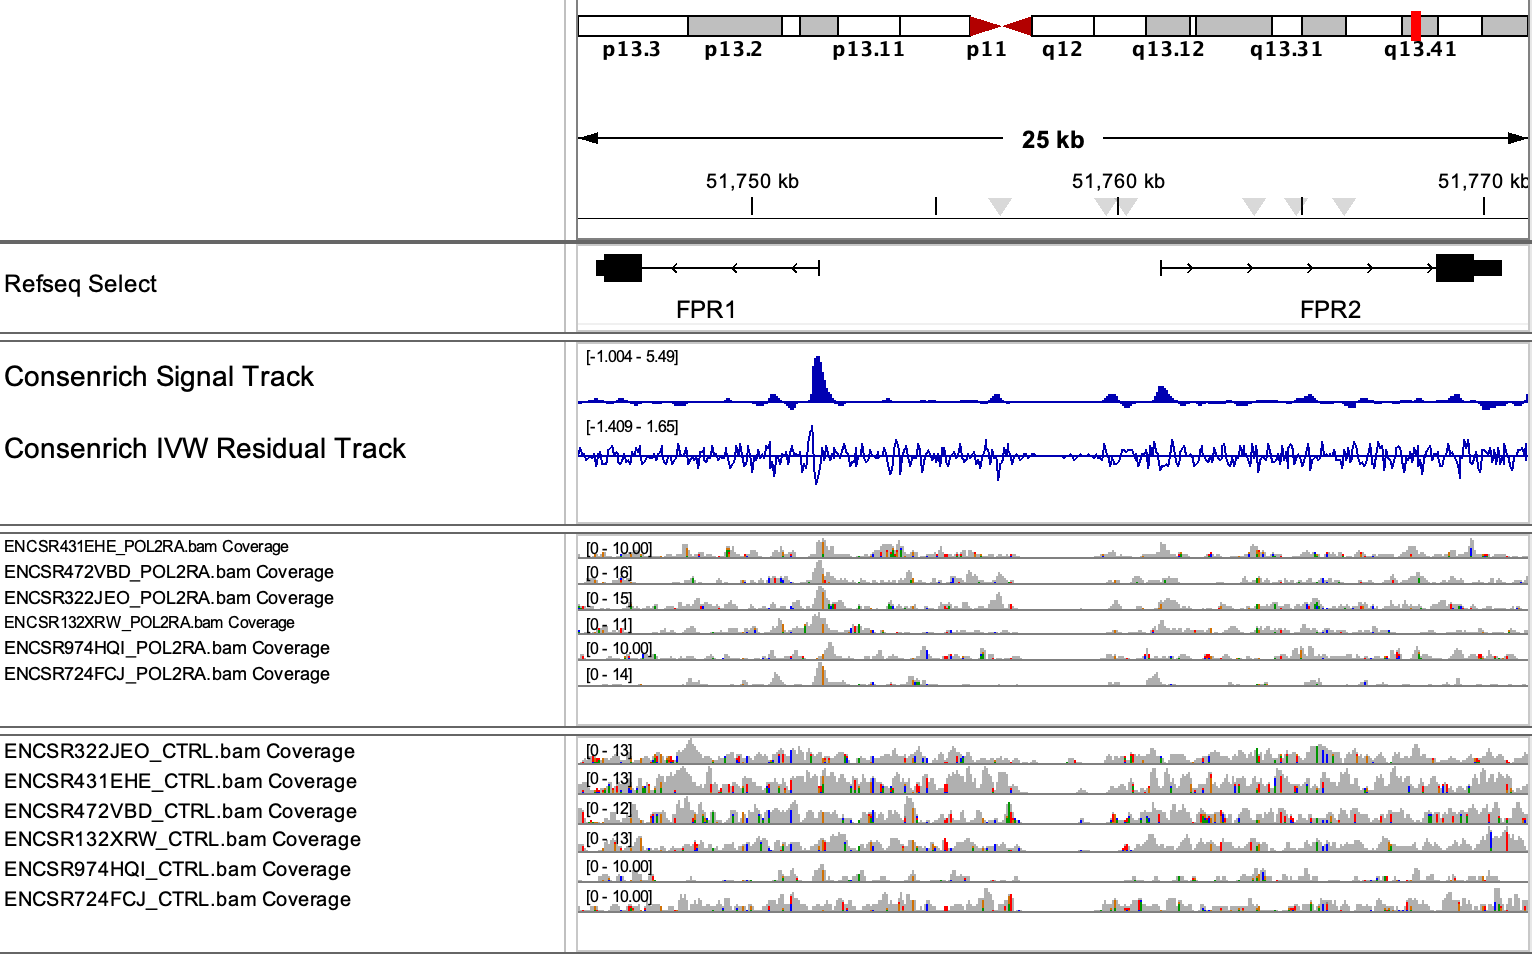 p13.3 p13.2 p13.11 p11 q12 q13.12 q13.31 q13.41
25 kb
51,750 kb 51,760 kb 51,770 kb
Refseq Select
FPR1 FPR2
[-1.004 - 5.49]
Consenrich Signal Track
[-1.409 - 1.65]
Consenrich IVW Residual Track
ENCSR431EHE_POL2RA.bam Coverage [0 - 10.00]
ENCSR472VBD_POL2RA.bam Coverage [0 - 16]
ENCSR322JEO_POL2RA.bam Coverage [0 - 15]
ENCSR132XRW_POL2RA.bam Coverage [0 - 11]
ENCSR974HQI_POL2RA.bam Coverage [0 - 10.00]
ENCSR724FCJ_POL2RA.bam Coverage [0 - 14]
ENCSR322JEO_CTRL.bam Coverage [0 - 13]
ENCSR431EHE_CTRL.bam Coverage [0 - 13]
ENCSR472VBD_CTRL.bam Coverage [0 - 12]
ENCSR132XRW_CTRL.bam Coverage [0 - 13]
ENCSR974HQI_CTRL.bam Coverage [0 - 10.00]
ENCSR724FCJ_CTRL.bam Coverage [0 - 10.00]